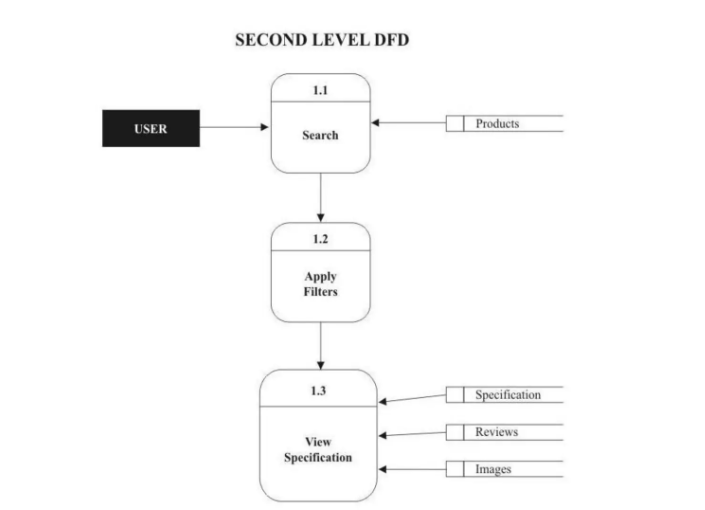 SECOND LEVEL DFD
1.1
USER
Search
Products
1.2
Apply
Filters
1.3
Specification
Reviews
View
Specification
Images